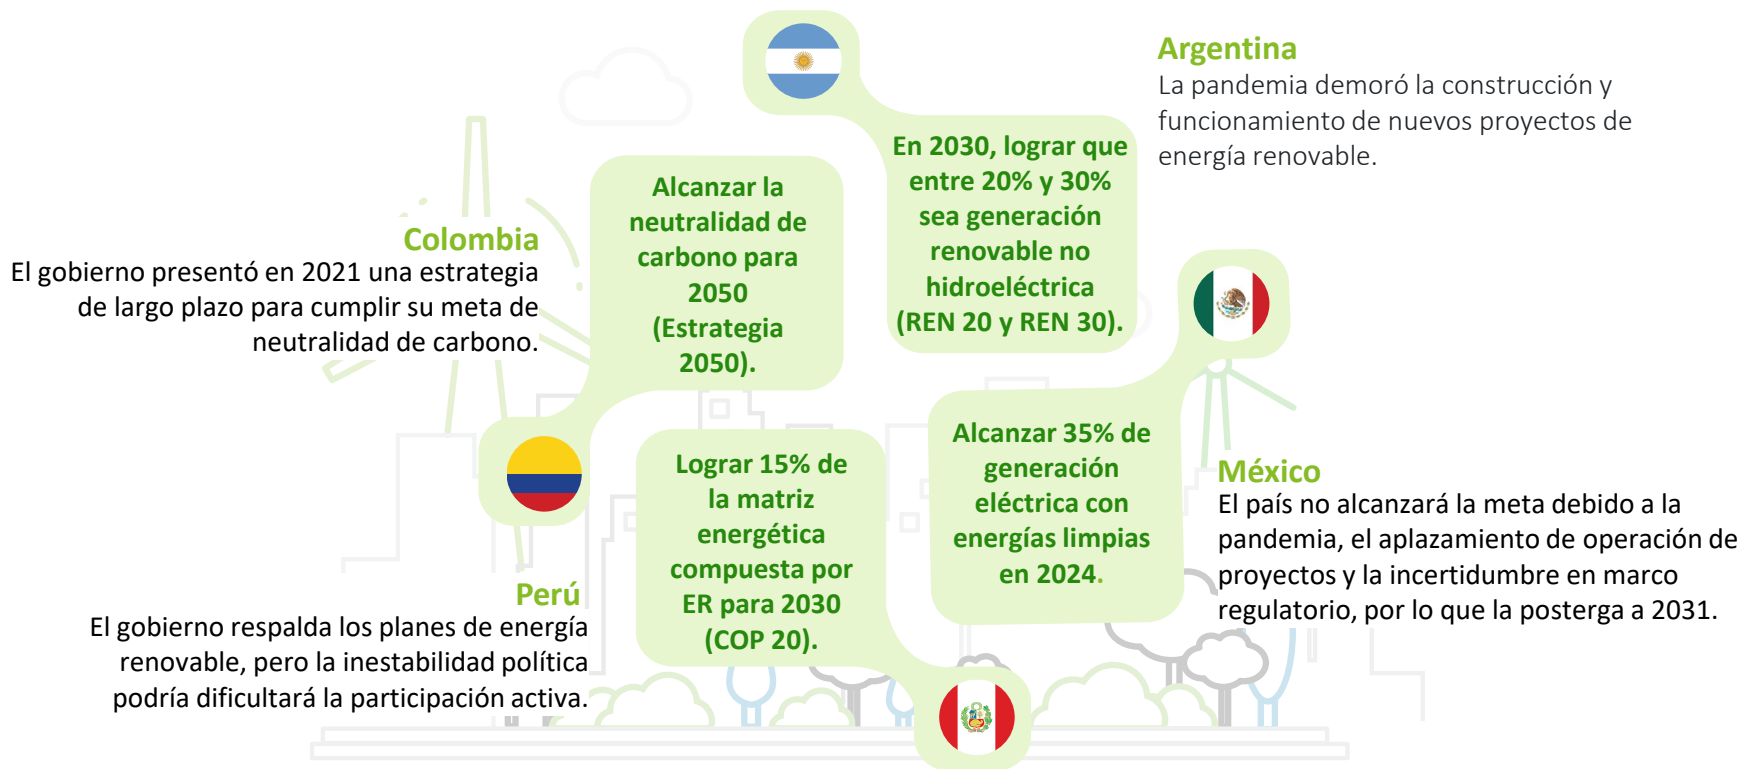 Argentina
La pandemia demoró la construcción y
funcionamiento de nuevos proyectos de
energía renovable.
En 2030, lograr que
entre 20% y 30%
sea generación
renovable no
hidroeléctrica
(REN 20 y REN 30).
Alcanzar la
neutralidad de
carbono para
2050
(Estrategia
2050).
Colombia
El gobierno presentó en 2021 una estrategia
de largo plazo para cumplir su meta de
neutralidad de carbono.
Alcanzar 35% de
generación
eléctrica con
energías limpias
en 2024.
México
El país no alcanzará la meta debido a la
pandemia, el aplazamiento de operación de
proyectos y la incertidumbre en marco
regulatorio, por lo que la posterga a 2031.
Lograr 15% de
la matriz
energética
compuesta por
ER para 2030
(COP 20).
Perú
El gobierno respalda los planes de energía
renovable, pero la inestabilidad política
podría dificultará la participación activa.